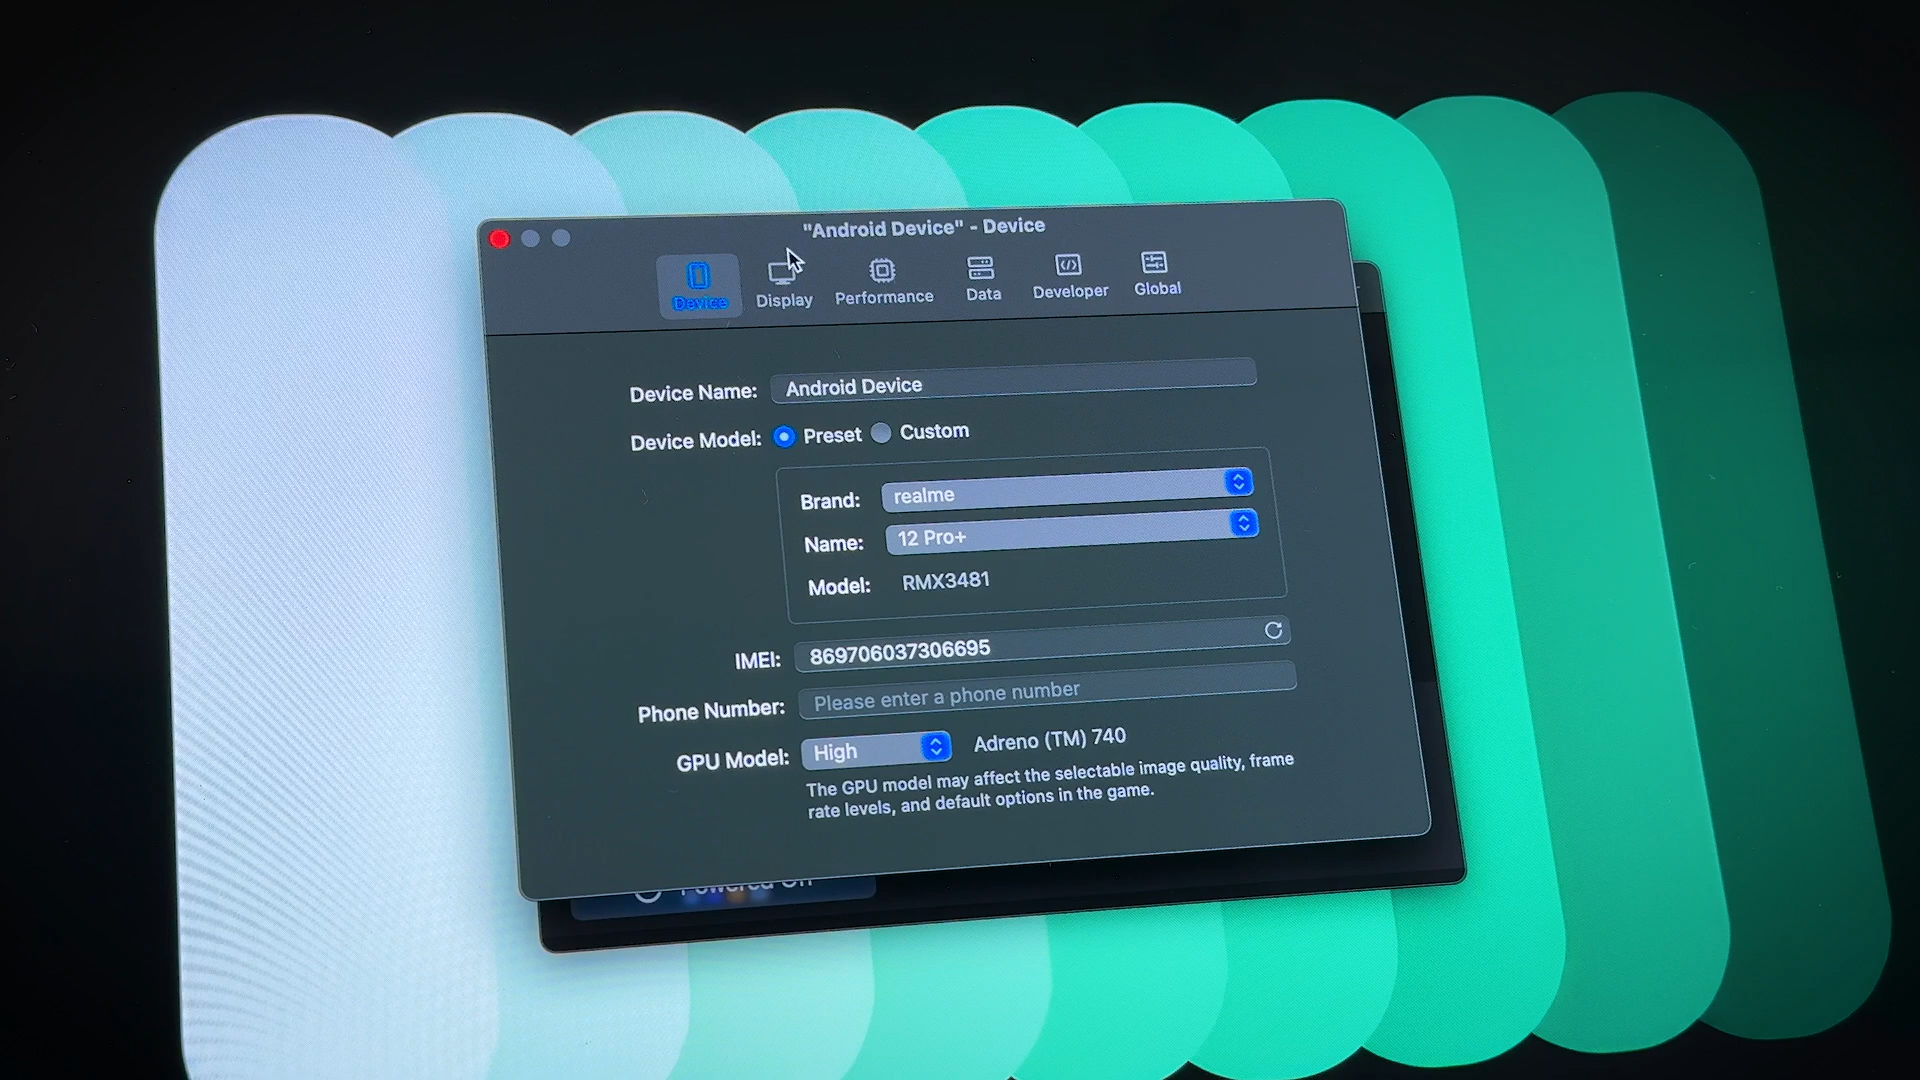 "Android Device" - Device
Device
Display
Performance
Data
Developer
Global
Device Name: Android Device
Device Model: Preset Custom
Brand: realme
Name: 12 Pro+
Model: RMX3481
IMEI: 869706037306695
Phone Number: Please enter a phone number
GPU Model: High Adreno (TM) 740
The GPU model may affect the selectable image quality, frame
rate levels, and default options in the game.
Powered Off